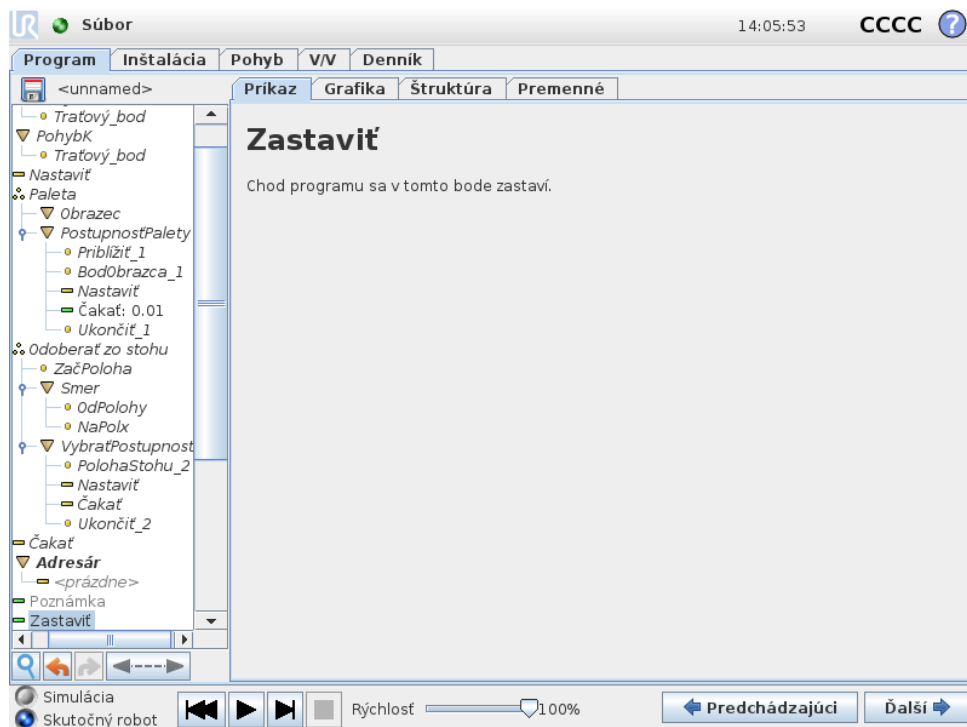 UR Súbor 14:05:53 CCCC ?
Program Inštalácia Pohyb V/V Denník
<unnamed> Príkaz Grafika Štruktúra Premenné
Traťový_bod
PohybK
Traťový_bod
Nastaviť
Paleta
Obrazec
PostupnosťPalety
Priblížiť_1
BodObrazca_1
Nastaviť
Čakať: 0.01
Ukončiť_1
Odoberať zo stohu
ZačPoloha
Smer
OdPolohy
NaPolx
VybraťPostupnost
PolohaStohu_2
Nastaviť
Čakať
Ukončiť_2
Čakať
Adresár
<prázdne>
Poznámka
Zastaviť
Zastaviť
Chod programu sa v tomto bode zastaví.
Simulácia
Skutočný robot
Rýchlosť 100%
Predchádzajúci Ďalší